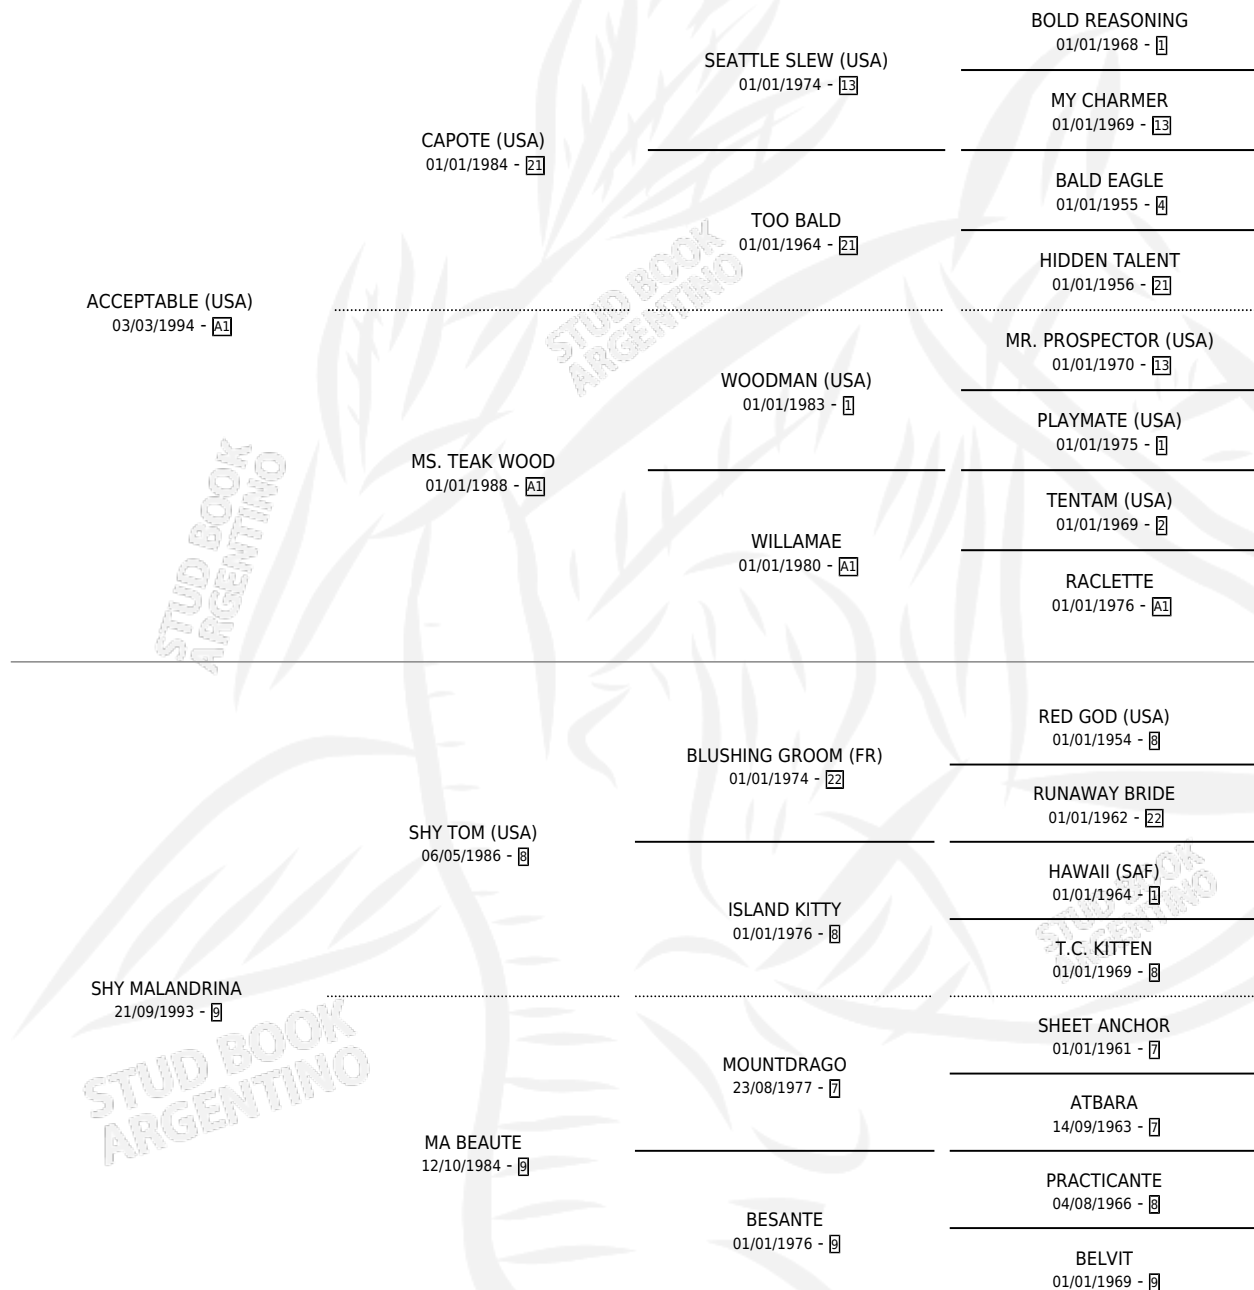 BOLD REASONING
01/01/1968 - 1
SEATTLE SLEW (USA)
01/01/1974 - 13
MY CHARMER
01/01/1969 - 13
CAPOTE (USA)
01/01/1984 - 21
BALD EAGLE
01/01/1955 - 4
TOO BALD
01/01/1964 - 21
HIDDEN TALENT
01/01/1956 - 21
ACCEPTABLE (USA)
03/03/1994 - A1
STUD BOOK
ARGENTINO
MR. PROSPECTOR (USA)
01/01/1970 - 13
WOODMAN (USA)
01/01/1983 - 1
PLAYMATE (USA)
01/01/1975 - 1
MS. TEAK WOOD
01/01/1988 - A1
TENTAM (USA)
01/01/1969 - 2
WILLAMAE
01/01/1980 - A1
RACLETTE
01/01/1976 - A1
STUD BOOK
ARGENTINO
RED GOD (USA)
01/01/1954 - 8
BLUSHING GROOM (FR)
01/01/1974 - 22
RUNAWAY BRIDE
01/01/1962 - 22
SHY TOM (USA)
06/05/1986 - 8
HAWAII (SAF)
01/01/1964 - 1
ISLAND KITTY
01/01/1976 - 8
T.C. KITTEN
01/01/1969 - 8
STUD BOOK
ARGENTINO
SHY MALANDRINA
21/09/1993 - 9
SHEET ANCHOR
01/01/1961 - 7
MOUNTDRAGO
23/08/1977 - 7
ATBARA
14/09/1963 - 7
STUD BOOK
ARGENTINO
MA BEAUTE
12/10/1984 - 9
PRACTICANTE
04/08/1966 - 8
BESANTE
01/01/1976 - 9
BELVIT
01/01/1969 - 9